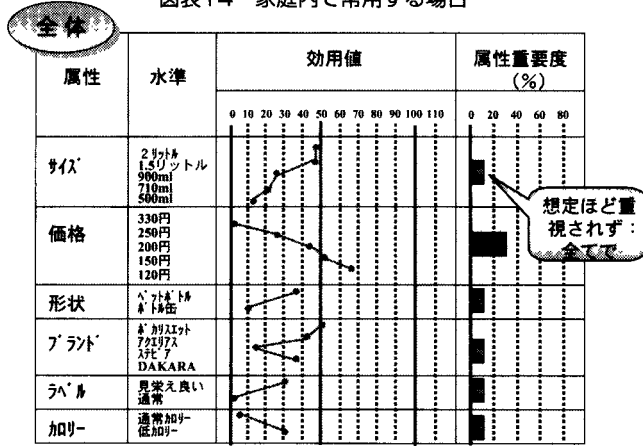 図表14 家庭内で常用する場合
全体
属性 水準 効用値 属性重要度
(%)
0 10 20 30 40 50 60 70 80 90 100 110 0 20 40 60 80
サイズ
2リットル
1.5リットル
900ml
710ml
500ml
価格
330円
250円
200円
150円
120円
想定ほど重
視されず：
全てで
形状
ペットボトル
ボトル缶
ブランド
ポカリスエット
アクエリアス
ステビア
DAKARA
ラベル
見栄え良い
通常
カロリー
通常カロリー
低カロリー